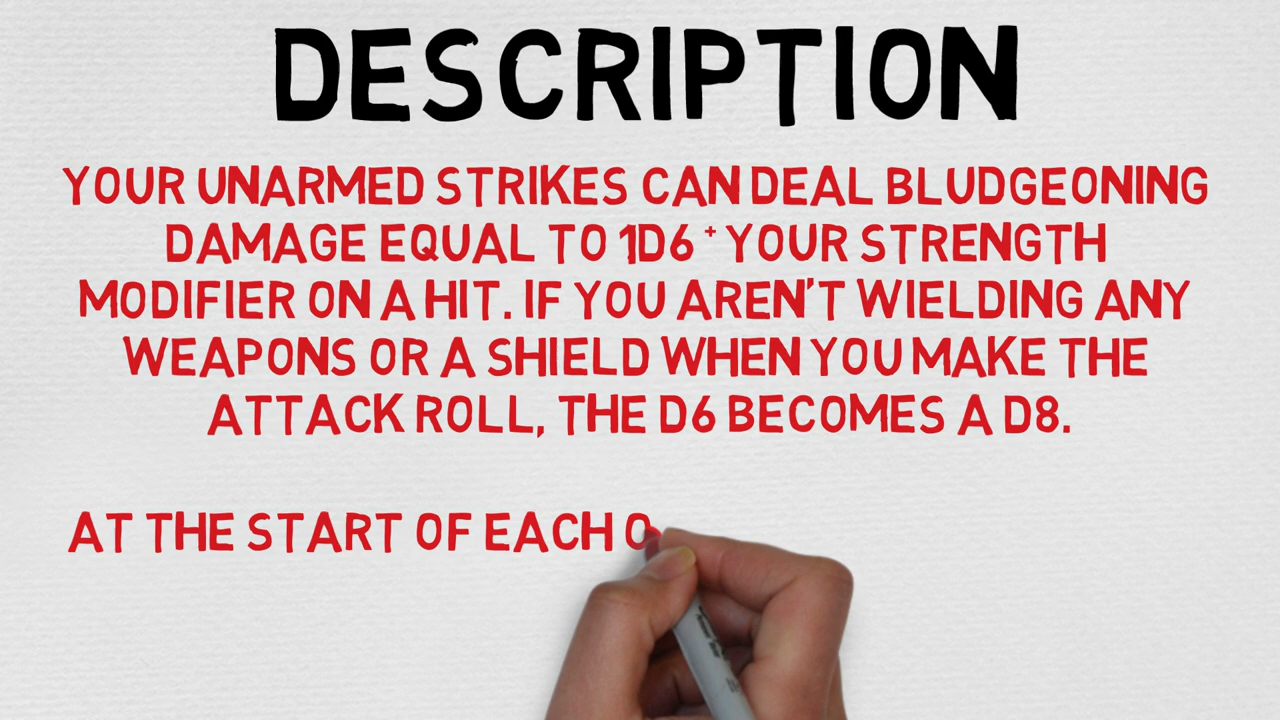 DESCRIPTION
YOUR UNARMED STRIKES CAN DEAL BLUDGEONING
DAMAGE EQUAL TO 1D6 + YOUR STRENGTH
MODIFIER ON A HIT. IF YOU AREN'T WIELDING ANY
WEAPONS OR A SHIELD WHEN YOU MAKE THE
ATTACK ROLL, THE D6 BECOMES A D8.
AT THE START OF EACH O